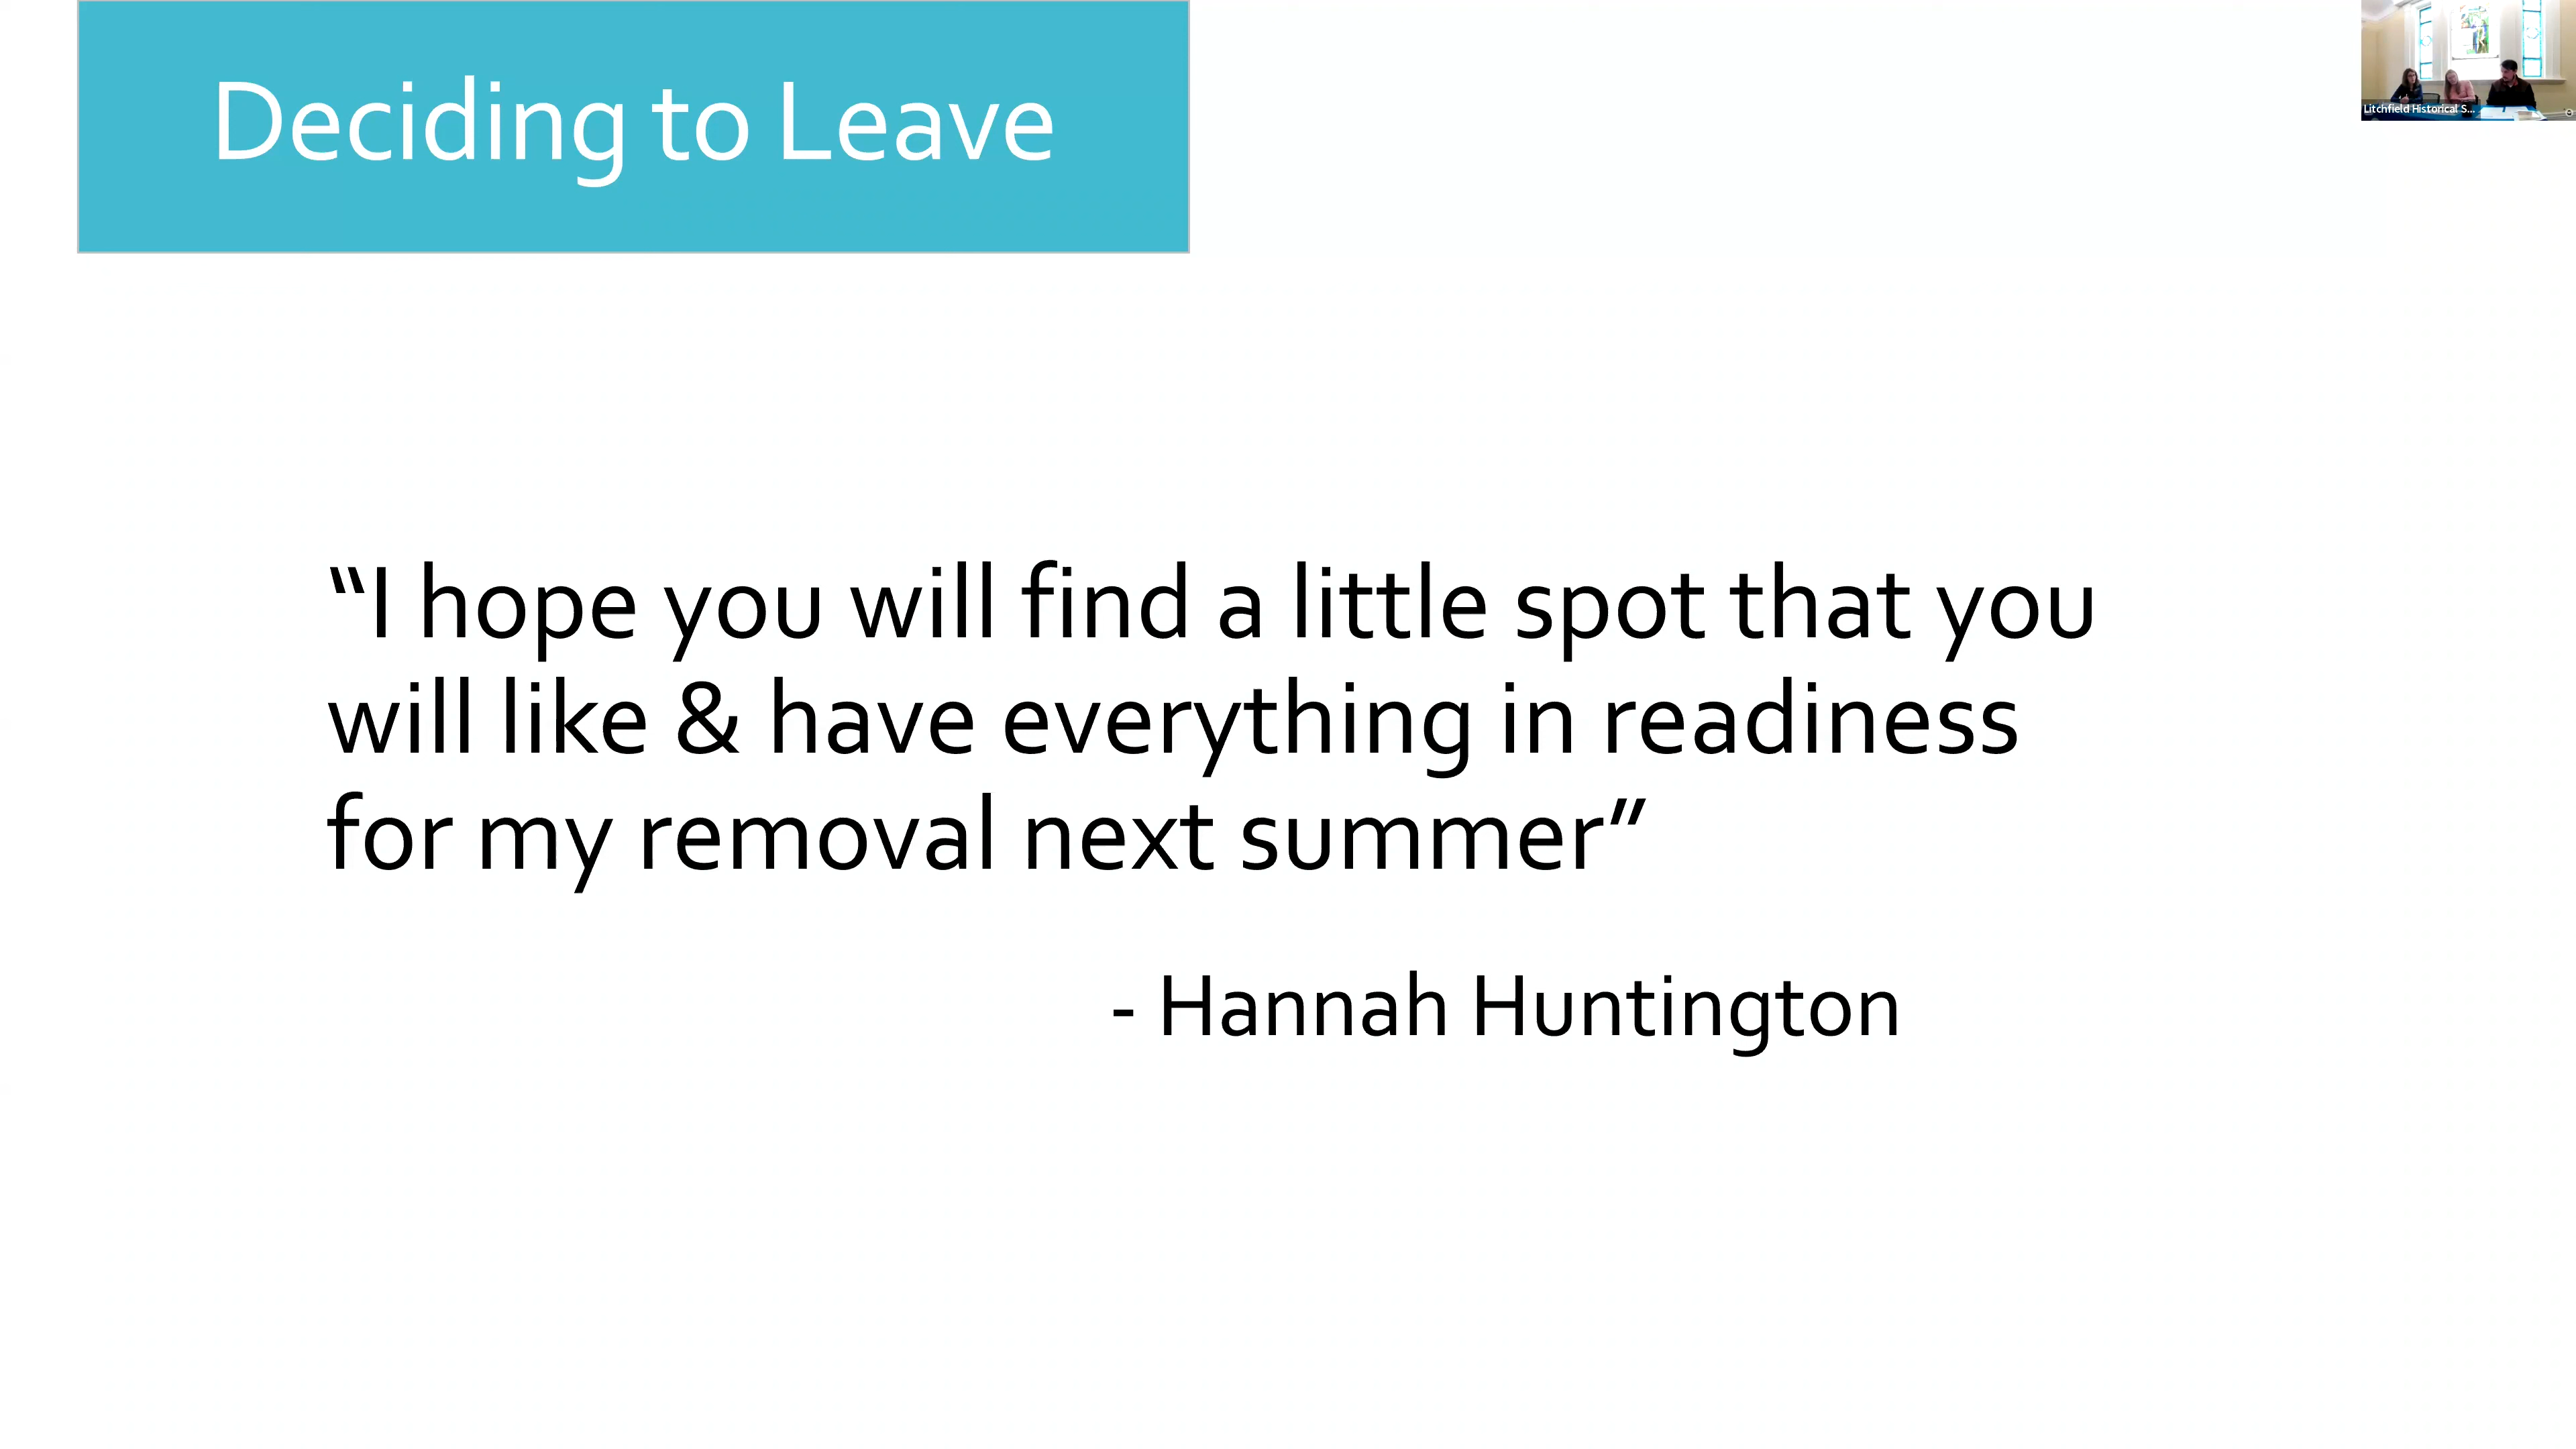 Deciding to Leave
Litchfield Historical S...
“I hope you will find a little spot that you
will like & have everything in readiness
for my removal next summer”
- Hannah Huntington